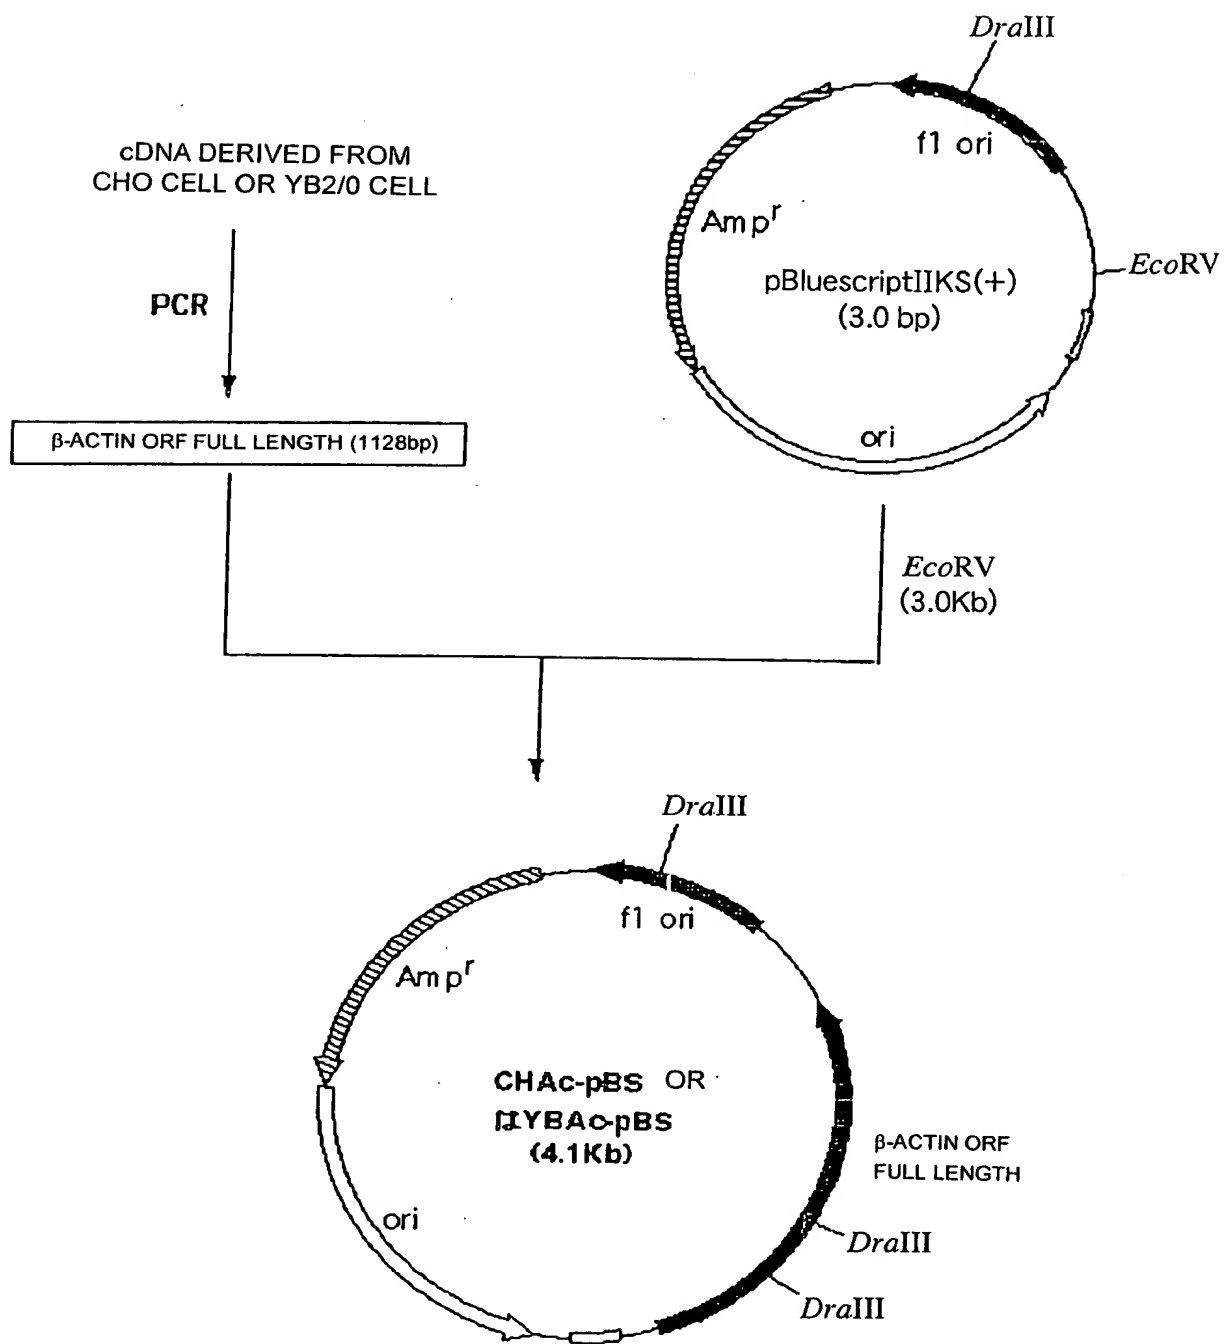 cDNA DERIVED FROM
CHO CELL OR YB2/0 CELL
PCR
β-ACTIN ORF FULL LENGTH (1128bp)
DraIII
f1 ori
Ampʳ
EcoRV
pBluescriptIIKS(+)
(3.0 bp)
ori
EcoRV
(3.0Kb)
DraIII
f1 ori
Ampʳ
CHAc-pBS OR
YBAc-pBS
(4.1Kb)
β-ACTIN ORF
FULL LENGTH
ori
DraIII
DraIII